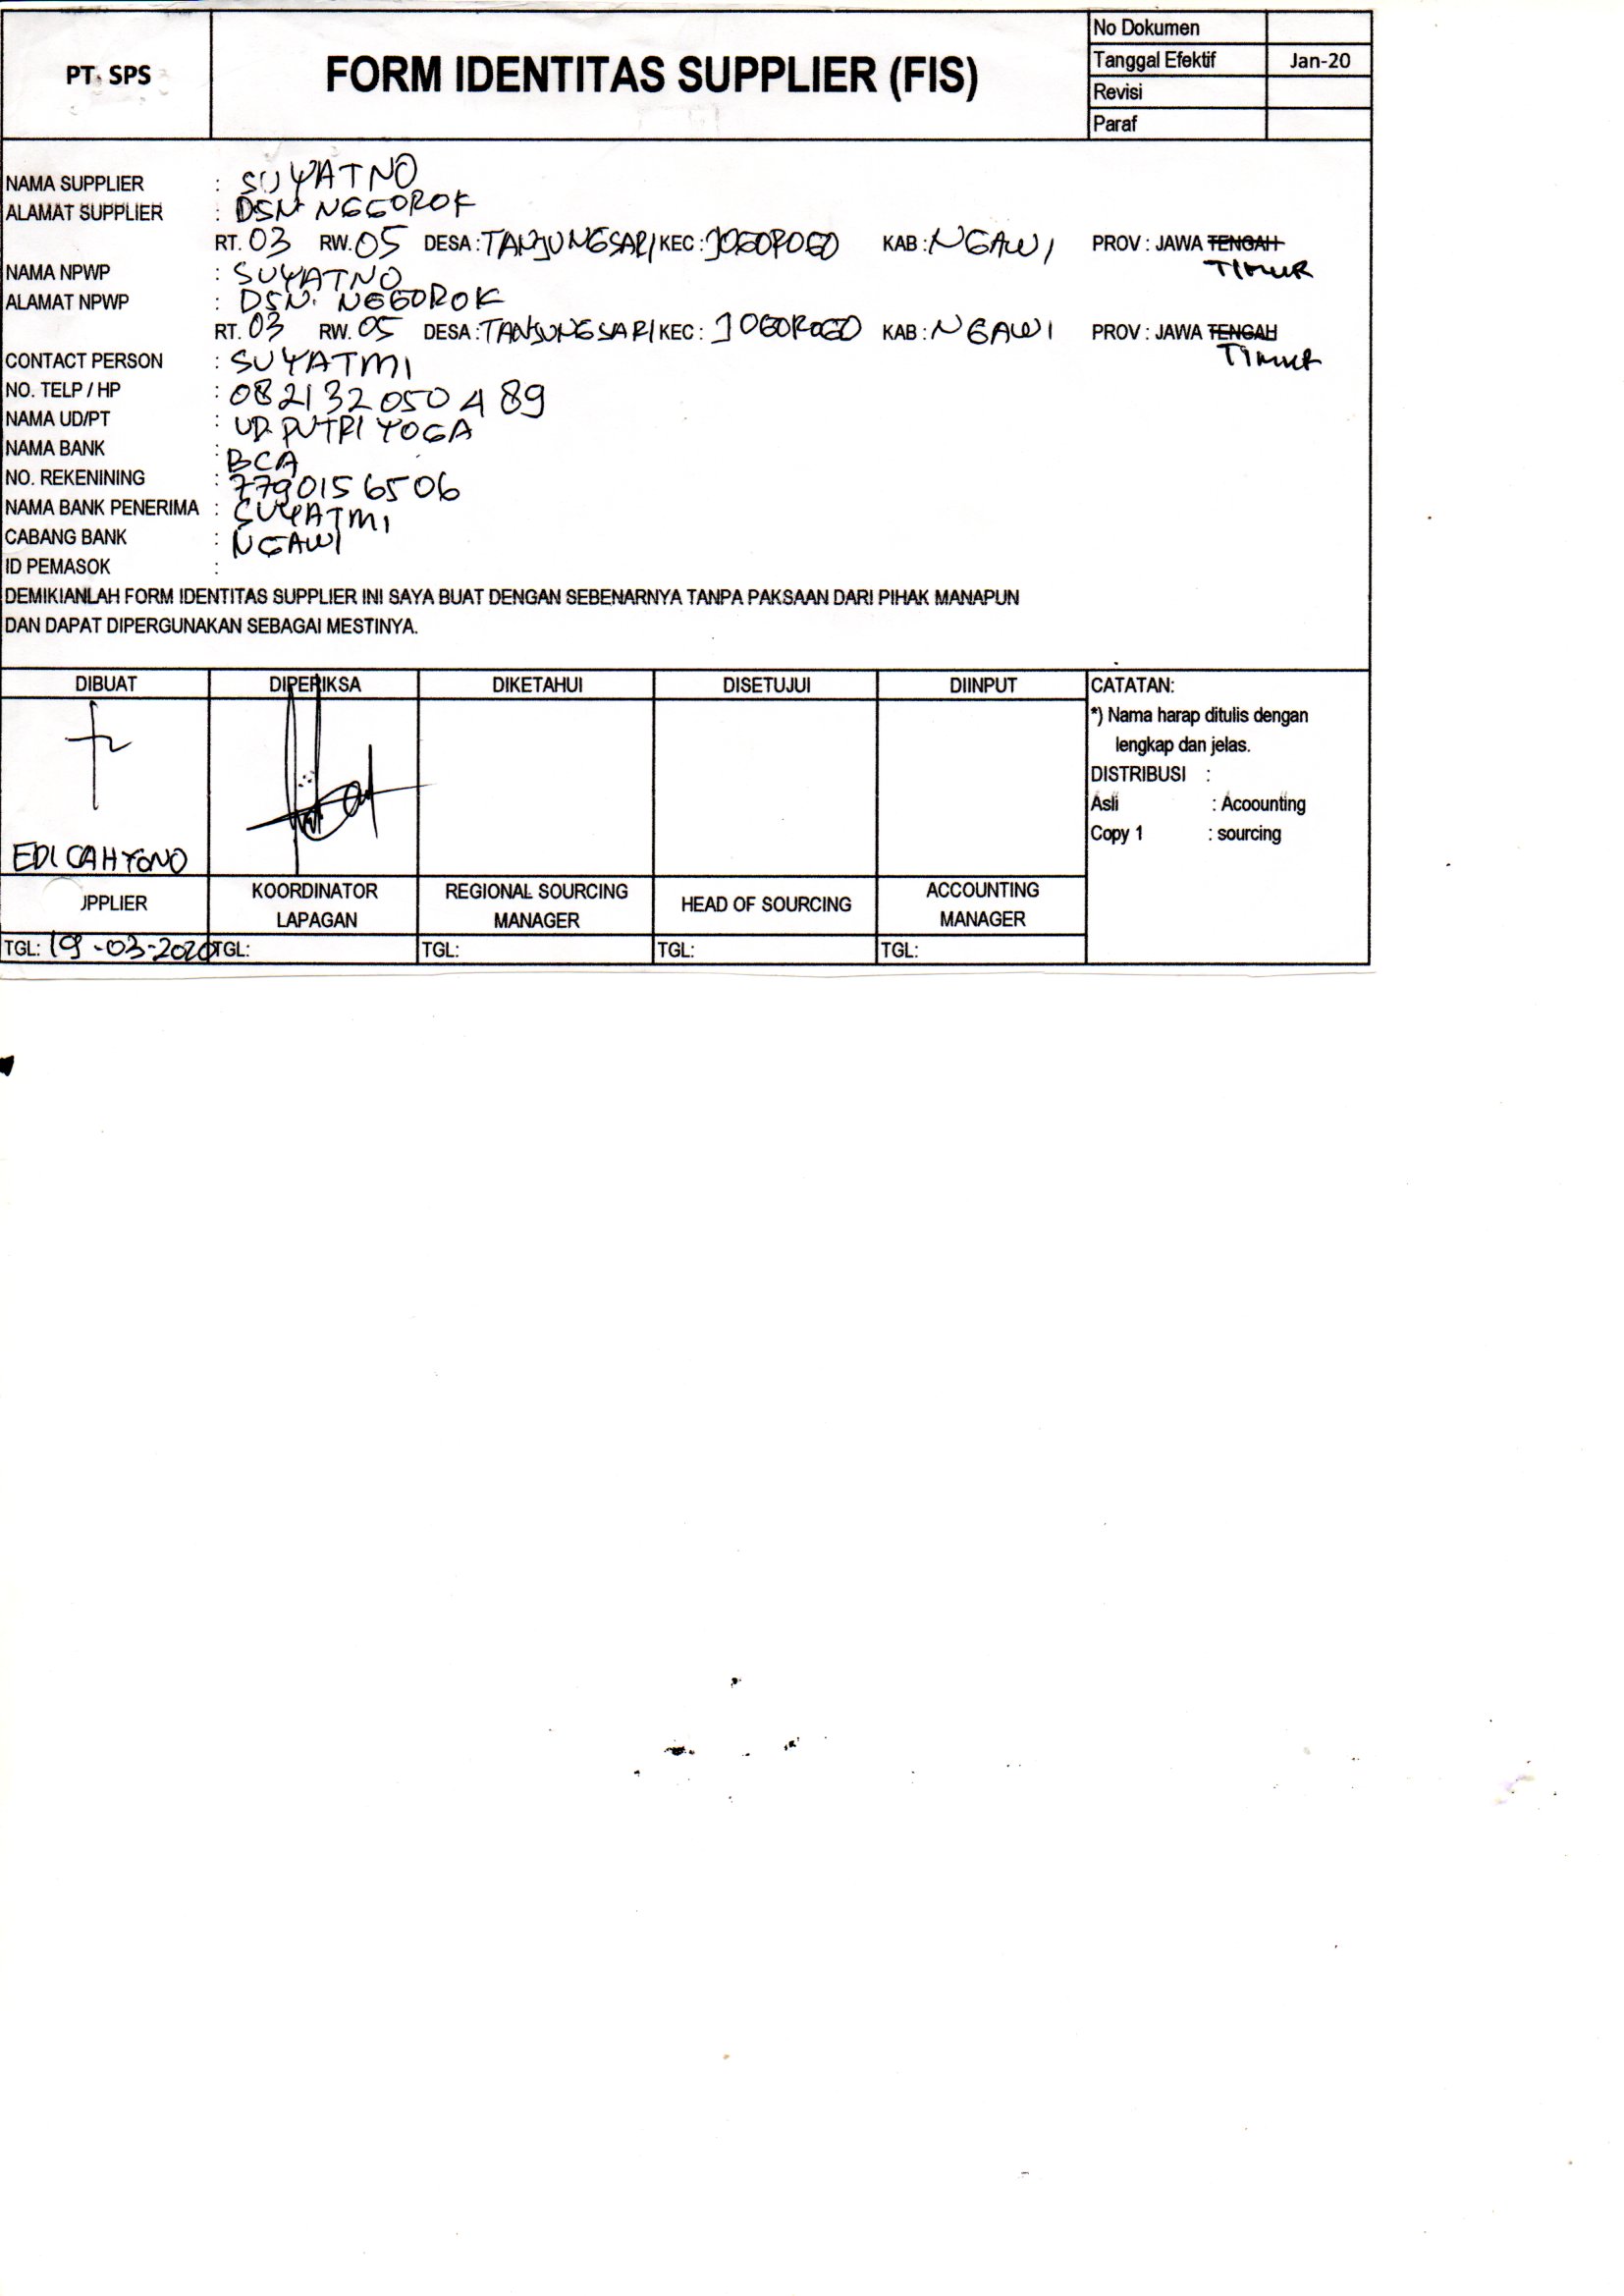 PT. SPS
FORM IDENTITAS SUPPLIER (FIS)
No Dokumen
Tanggal Efektif Jan-20
Revisi
Paraf
NAMA SUPPLIER : SUYATNO
ALAMAT SUPPLIER : DSN NGGOROK
RT. 03 RW. 05 DESA : TANJUNGSARI KEC : JOGOROGO KAB : NGAWI PROV : JAWA TENGAH
TIMUR
NAMA NPWP : SUYATNO
ALAMAT NPWP : DSN. NGGOROK
RT. 03 RW. 05 DESA : TANJUNGSARI KEC : JOGOROGO KAB : NGAWI PROV : JAWA TENGAH
TIMUR
CONTACT PERSON : SUYATMI
NO. TELP / HP : 082132050489
NAMA UD/PT : UD. PUTRI YOGA
NAMA BANK : BCA
NO. REKENINING : 7790156506
NAMA BANK PENERIMA : SUYATMI
CABANG BANK : NGAWI
ID PEMASOK :
DEMIKIANLAH FORM IDENTITAS SUPPLIER INI SAYA BUAT DENGAN SEBENARNYA TANPA PAKSAAN DARI PIHAK MANAPUN
DAN DAPAT DIPERGUNAKAN SEBAGAI MESTINYA.
DIBUAT DIPERIKSA DIKETAHUI DISETUJUI DIINPUT
EDI CAHYONO
JPPLIER KOORDINATOR LAPAGAN REGIONAL SOURCING MANAGER HEAD OF SOURCING ACCOUNTING MANAGER
TGL: 19-03-2020 TGL: TGL: TGL: TGL:
CATATAN:
*) Nama harap ditulis dengan
lengkap dan jelas.
DISTRIBUSI :
Asli : Acoounting
Copy 1 : sourcing